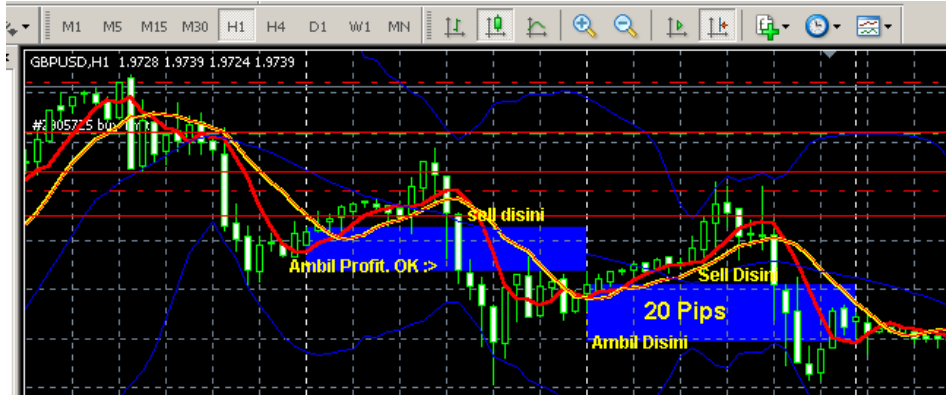 M1 M5 M15 M30 H1 H4 D1 W1 MN
GBPUSD,H1 1.9728 1.9739 1.9724 1.9739
buy
sell disini
Ambil Profit. OK :>
Sell Disini
20 Pips
Ambil Disini